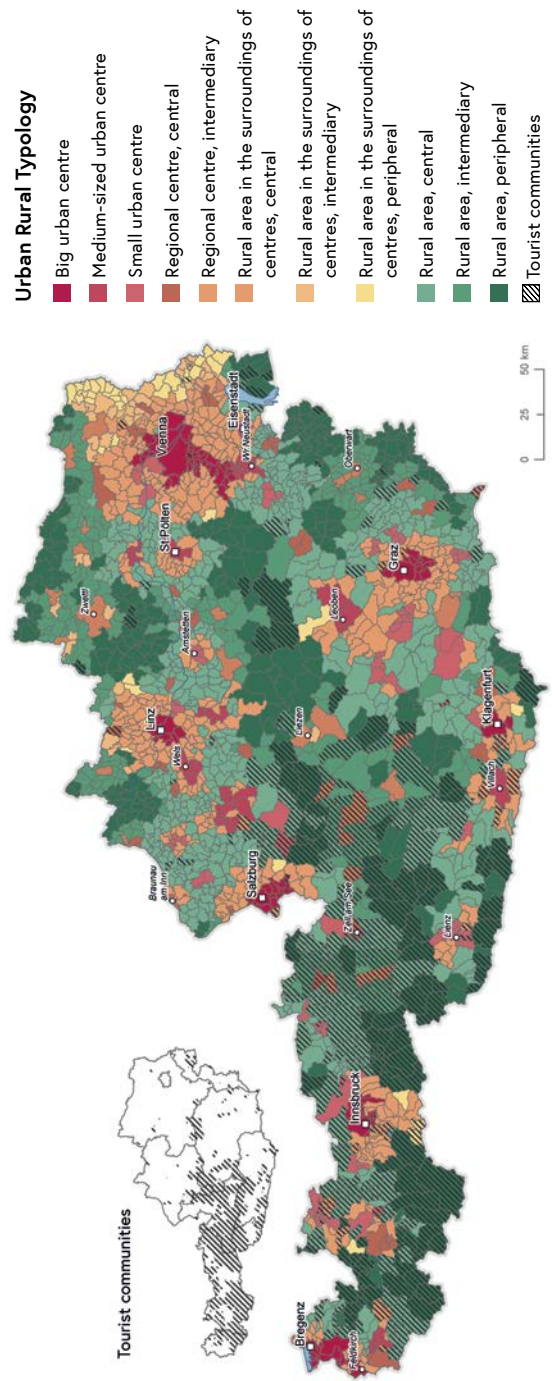 Urban Rural Typology
Big urban centre
Medium-sized urban centre
Small urban centre
Regional centre, central
Regional centre, intermediary
Rural area in the surroundings of
centres, central
Rural area in the surroundings of
centres, intermediary
Rural area in the surroundings of
centres, peripheral
Rural area, central
Rural area, intermediary
Rural area, peripheral
Tourist communities
Tourist communities
Zwettl
Linz
Braunau
am Inn
Wels
Amstetten
St.Pölten
Vienna
Eisenstadt
Wr.Neustadt
Salzburg
Liezen
Leoben
Oberwart
Bregenz
Feldkirch
Innsbruck
Zell am See
Graz
Lienz
Villach
Klagenfurt
0 25 50 km